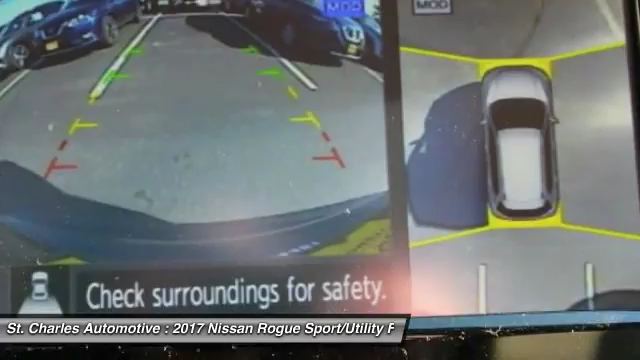 MOD
MOD
Check surroundings for safety.
St. Charles Automotive : 2017 Nissan Rogue Sport/Utility F